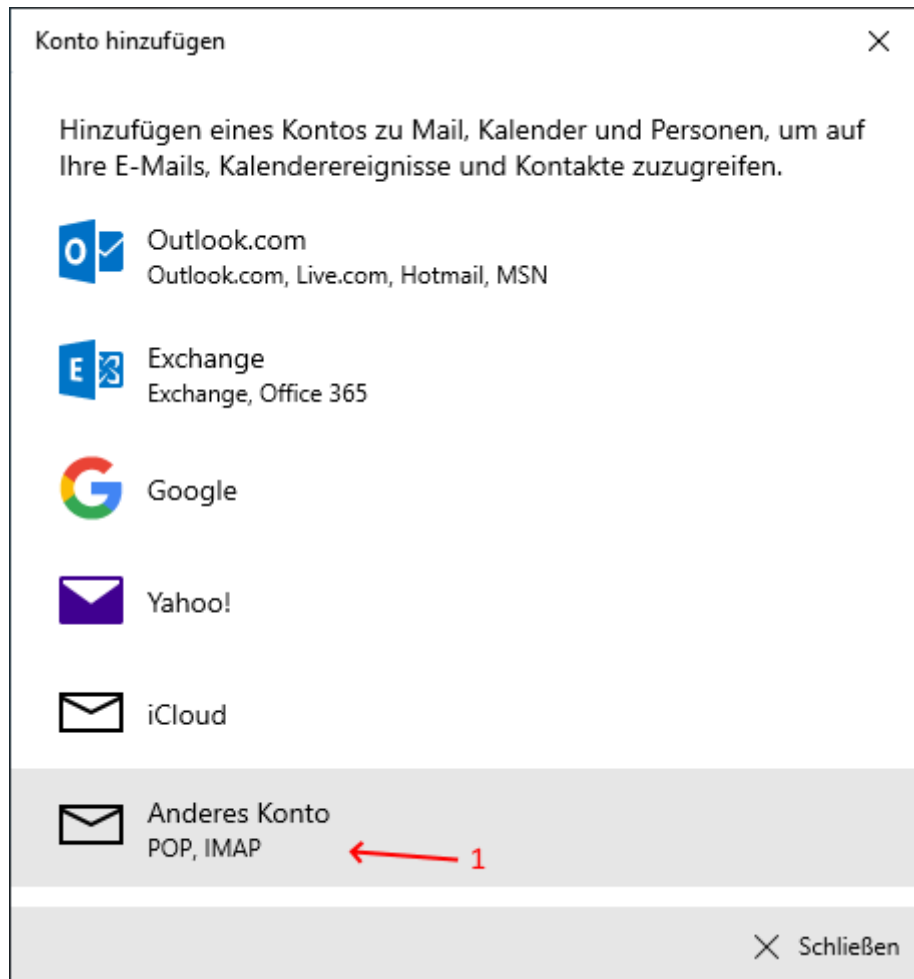 Konto hinzufügen
Hinzufügen eines Kontos zu Mail, Kalender und Personen, um auf
Ihre E-Mails, Kalenderereignisse und Kontakte zuzugreifen.
Outlook.com
Outlook.com, Live.com, Hotmail, MSN
Exchange
Exchange, Office 365
Google
Yahoo!
iCloud
Anderes Konto
POP, IMAP
1
Schließen